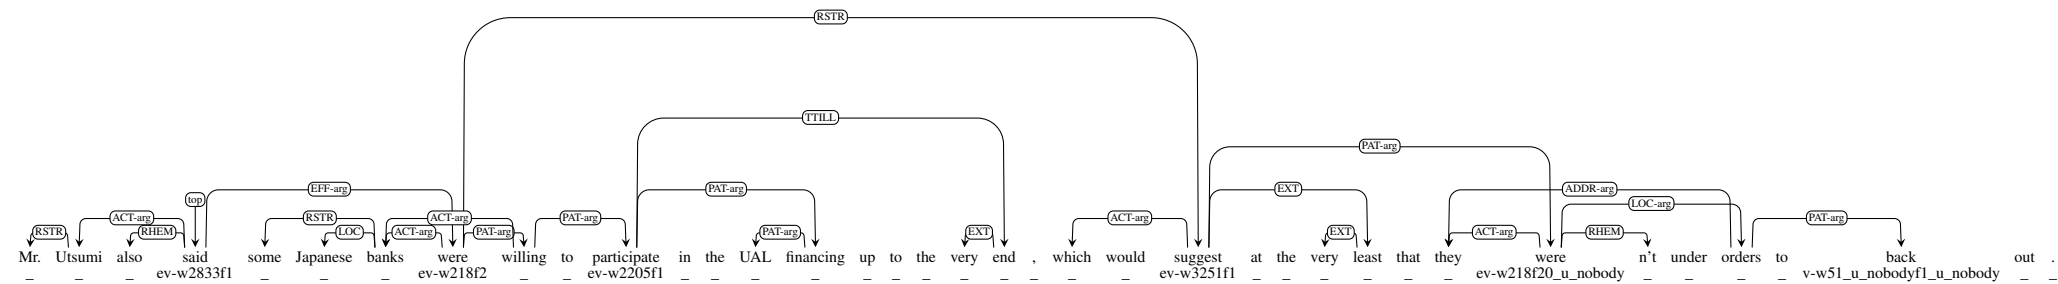 RSTR
TTILL
PAT-arg
top EFF-arg PAT-arg EXT ADDR-arg
LOC-arg
ACT-arg RSTR ACT-arg PAT-arg ACT-arg PAT-arg
RSTR RHEM LOC ACT-arg PAT-arg PAT-arg EXT EXT ACT-arg RHEM
Mr. Utsumi also said some Japanese banks were willing to participate in the UAL financing up to the very end , which would suggest at the very least that they were n't under orders to back out .
_ _ _ ev-w2833f1 _ _ _ ev-w218f2 _ _ ev-w2205f1 _ _ _ _ _ _ _ _ _ _ _ _ ev-w3251f1 _ _ _ _ _ _ ev-w218f20_u_nobody _ _ _ _ v-w51_u_nobodyf1_u_nobody _ _